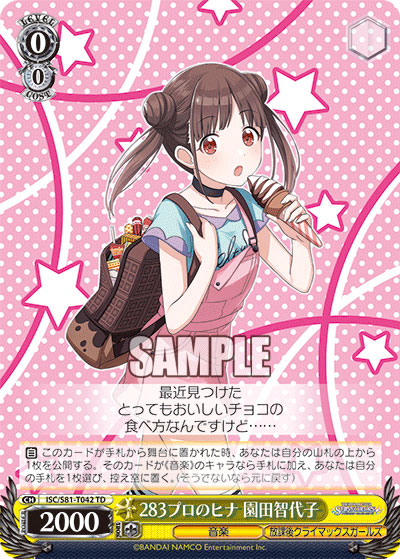 LEVEL
0
0
COST
SAMPLE
最近見つけた
とってもおいしいチョコの
食べ方なんですけど……
自 このカードが手札から舞台に置かれた時、あなたは自分の山札の上から
1枚を公開する。そのカードが《音楽》のキャラなら手札に加え、あなたは自分
の手札を1枚選び、控え室に置く。(そうでないなら元に戻す)
CH ISC/S81-T042 TD
2000
283プロのヒナ 園田智代子
音楽
放課後クライマックスガールズ
©BANDAI NAMCO Entertainment Inc.